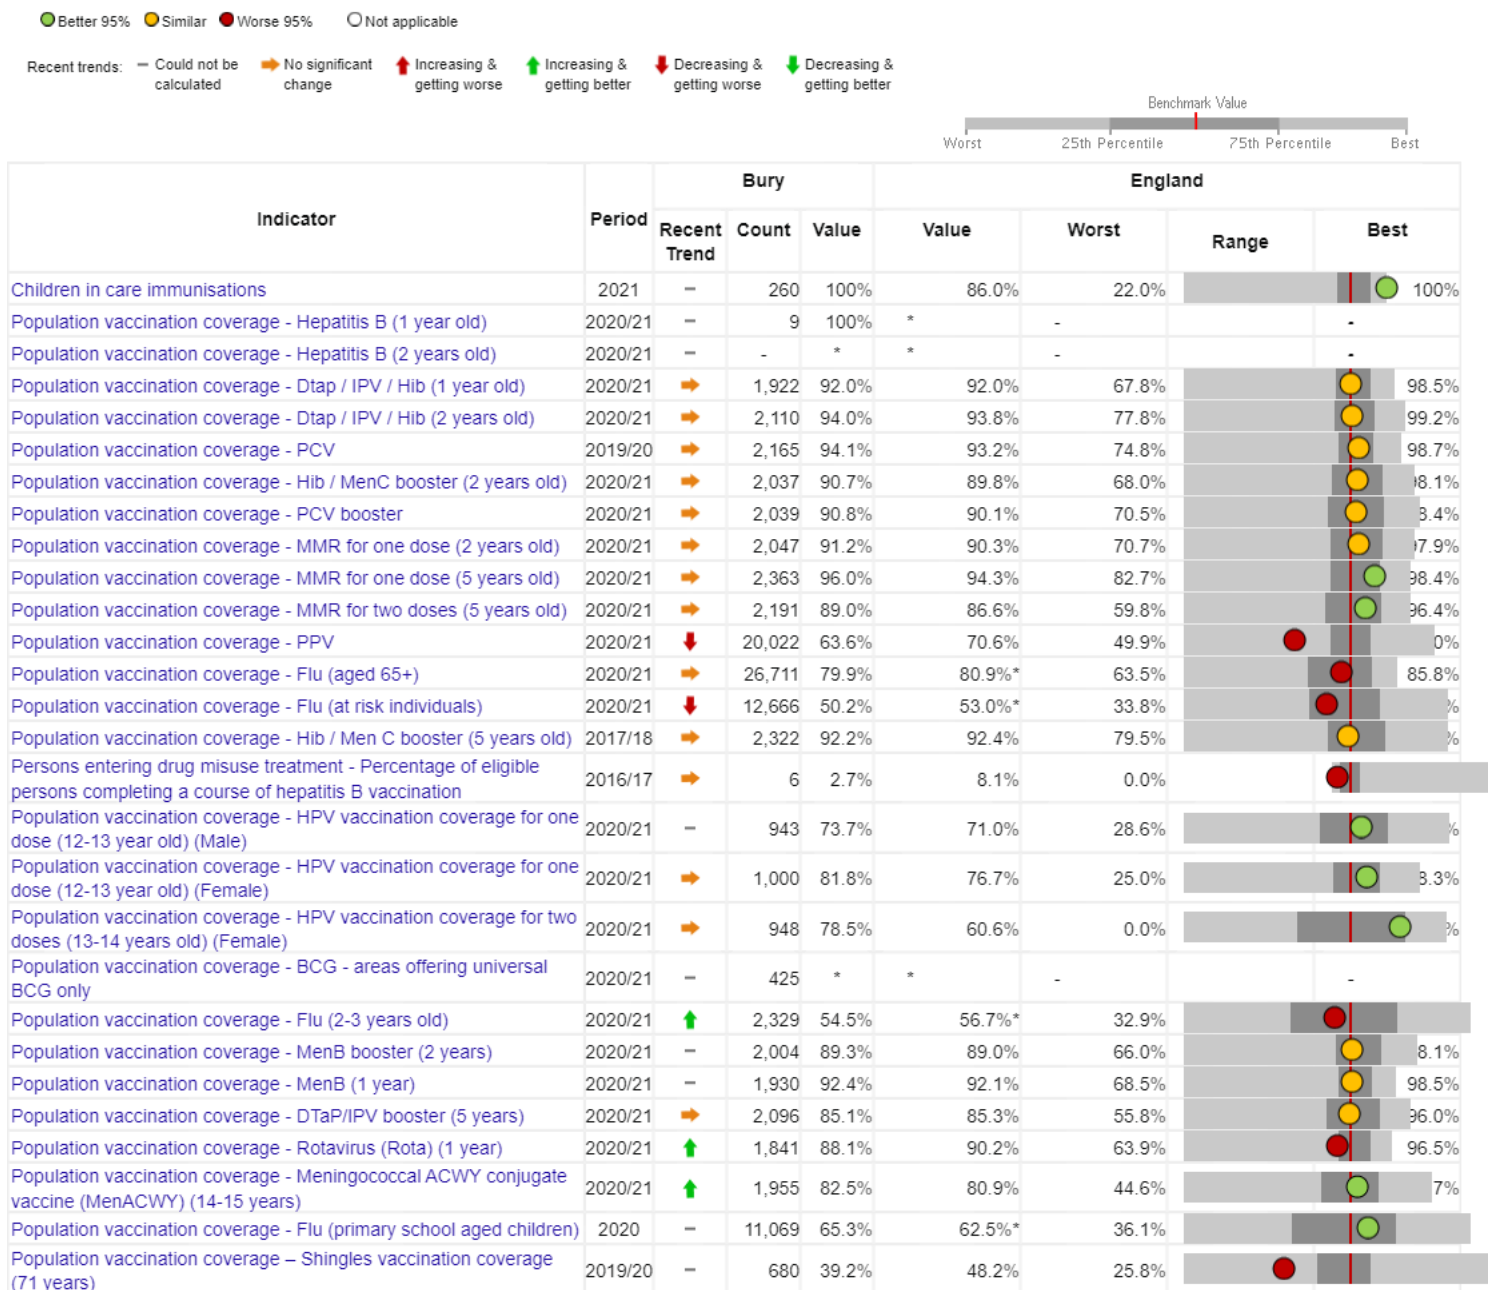 Better 95% Similar Worse 95% Not applicable
Recent trends: – Could not be calculated No significant change Increasing & getting worse Increasing & getting better Decreasing & getting worse Decreasing & getting better
Benchmark Value
Worst 25th Percentile 75th Percentile Best
Bury England
Indicator Period Recent Trend Count Value Value Worst Range Best
Children in care immunisations 2021 – 260 100% 86.0% 22.0% 100%
Population vaccination coverage - Hepatitis B (1 year old) 2020/21 – 9 100% * - -
Population vaccination coverage - Hepatitis B (2 years old) 2020/21 – - * * - -
Population vaccination coverage - Dtap / IPV / Hib (1 year old) 2020/21 1,922 92.0% 92.0% 67.8% 98.5%
Population vaccination coverage - Dtap / IPV / Hib (2 years old) 2020/21 2,110 94.0% 93.8% 77.8% 99.2%
Population vaccination coverage - PCV 2019/20 2,165 94.1% 93.2% 74.8% 98.7%
Population vaccination coverage - Hib / MenC booster (2 years old) 2020/21 2,037 90.7% 89.8% 68.0% 8.1%
Population vaccination coverage - PCV booster 2020/21 2,039 90.8% 90.1% 70.5% 8.4%
Population vaccination coverage - MMR for one dose (2 years old) 2020/21 2,047 91.2% 90.3% 70.7% 7.9%
Population vaccination coverage - MMR for one dose (5 years old) 2020/21 2,363 96.0% 94.3% 82.7% 98.4%
Population vaccination coverage - MMR for two doses (5 years old) 2020/21 2,191 89.0% 86.6% 59.8% 96.4%
Population vaccination coverage - PPV 2020/21 20,022 63.6% 70.6% 49.9% 0%
Population vaccination coverage - Flu (aged 65+) 2020/21 26,711 79.9% 80.9%* 63.5% 85.8%
Population vaccination coverage - Flu (at risk individuals) 2020/21 12,666 50.2% 53.0%* 33.8% %
Population vaccination coverage - Hib / Men C booster (5 years old) 2017/18 2,322 92.2% 92.4% 79.5% %
Persons entering drug misuse treatment - Percentage of eligible
persons completing a course of hepatitis B vaccination 2016/17 6 2.7% 8.1% 0.0%
Population vaccination coverage - HPV vaccination coverage for one
dose (12-13 year old) (Male) 2020/21 – 943 73.7% 71.0% 28.6% %
Population vaccination coverage - HPV vaccination coverage for one
dose (12-13 year old) (Female) 2020/21 1,000 81.8% 76.7% 25.0% 8.3%
Population vaccination coverage - HPV vaccination coverage for two
doses (13-14 years old) (Female) 2020/21 948 78.5% 60.6% 0.0% %
Population vaccination coverage - BCG - areas offering universal
BCG only 2020/21 – 425 * * - -
Population vaccination coverage - Flu (2-3 years old) 2020/21 2,329 54.5% 56.7%* 32.9%
Population vaccination coverage - MenB booster (2 years) 2020/21 – 2,004 89.3% 89.0% 66.0% 8.1%
Population vaccination coverage - MenB (1 year) 2020/21 – 1,930 92.4% 92.1% 68.5% 98.5%
Population vaccination coverage - DTaP/IPV booster (5 years) 2020/21 2,096 85.1% 85.3% 55.8% 96.0%
Population vaccination coverage - Rotavirus (Rota) (1 year) 2020/21 1,841 88.1% 90.2% 63.9% 96.5%
Population vaccination coverage - Meningococcal ACWY conjugate
vaccine (MenACWY) (14-15 years) 2020/21 1,955 82.5% 80.9% 44.6% 7%
Population vaccination coverage - Flu (primary school aged children) 2020 – 11,069 65.3% 62.5%* 36.1%
Population vaccination coverage – Shingles vaccination coverage
(71 years) 2019/20 – 680 39.2% 48.2% 25.8%